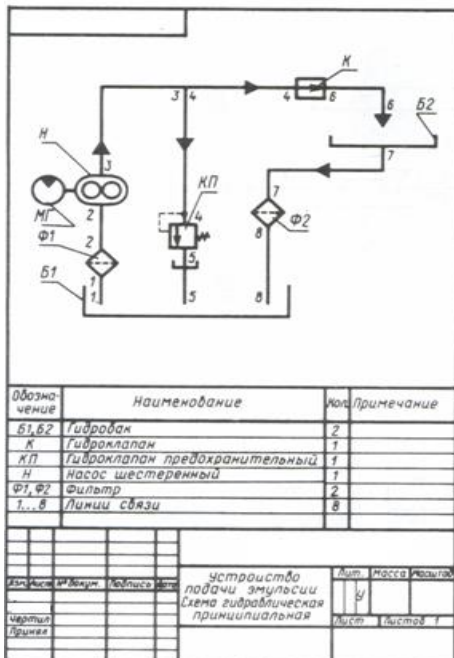 К
3 4
4 6
6
Б2
7
Н
3
КП
МГ
2
4
7
Ф2
Ф1
2
8
5
Б1
1
1
5
8
Обозна-
чение Наименование Кол. Примечание
Б1,Б2 Гидробак 2
К Гидроклапан 1
КП Гидроклапан предохранительный 1
Н Насос шестеренный 1
Ф1,Ф2 Фильтр 2
1...8 Линии связи 8
Устройство
подачи эмульсии
Схема гидравлическая
принципиальная
Лит. Масса Масштаб
У
Изм. Лист № докум. Подпись Дата
Чертил
Принял
Лист Листов 1